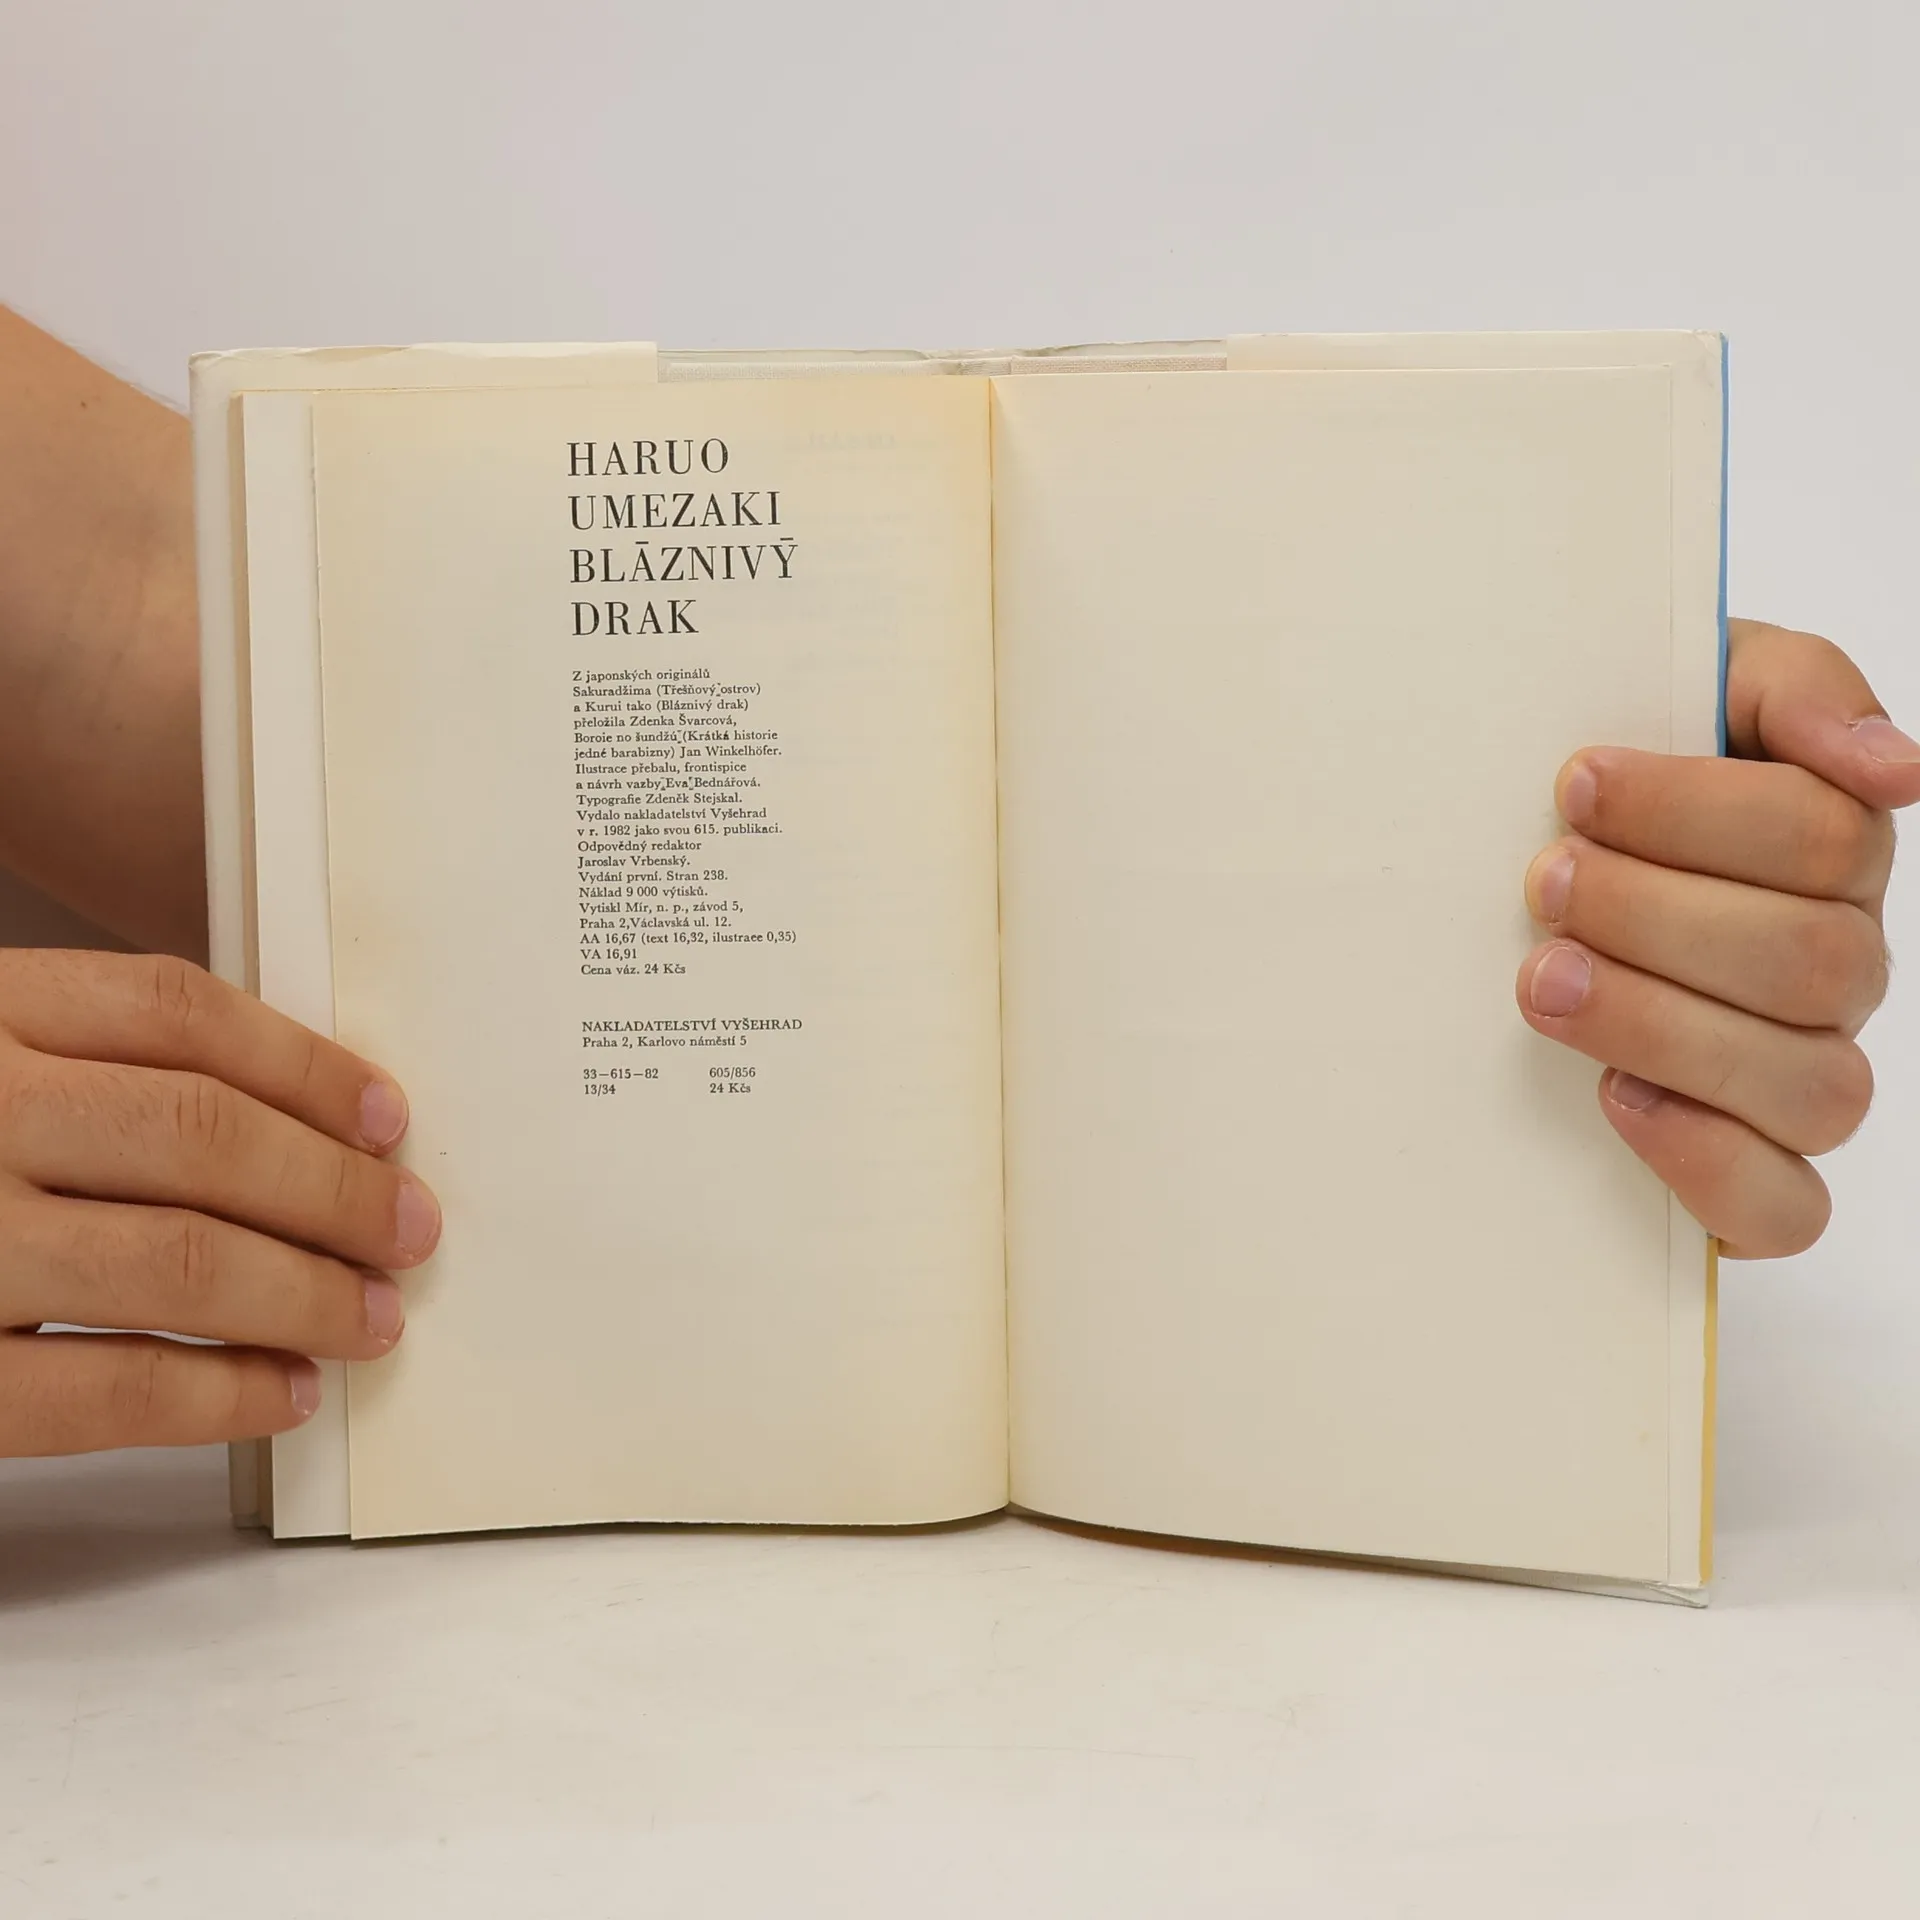 HARUO
UMEZAKI
BLÁZNIVÝ
DRAK
Z japonských originálů
Sakuradžima (Třešňový ostrov)
a Kurui tako (Bláznivý drak)
přeložila Zdenka Švarcová,
Boroie no šundžú (Krátká historie
jedné barabizny) Jan Winkelhöfer.
Ilustrace přebalu, frontispice
a návrh vazby Eva Bednářová.
Typografie Zdeněk Stejskal.
Vydalo nakladatelství Vyšehrad
v r. 1982 jako svou 615. publikaci.
Odpovědný redaktor
Jaroslav Vrbenský.
Vydání první. Stran 238.
Náklad 9 000 výtisků.
Vytiskl Mír, n. p., závod 5,
Praha 2,Václavská ul. 12.
AA 16,67 (text 16,32, ilustrace 0,35)
VA 16,91
Cena váz. 24 Kčs
NAKLADATELSTVÍ VYŠEHRAD
Praha 2, Karlovo náměstí 5
33—615—82 605/856
13/34 24 Kčs